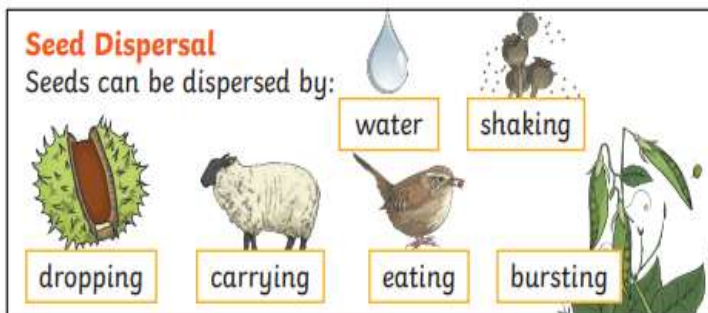 Seed Dispersal
Seeds can be dispersed by:
water
shaking
dropping
carrying
eating
bursting